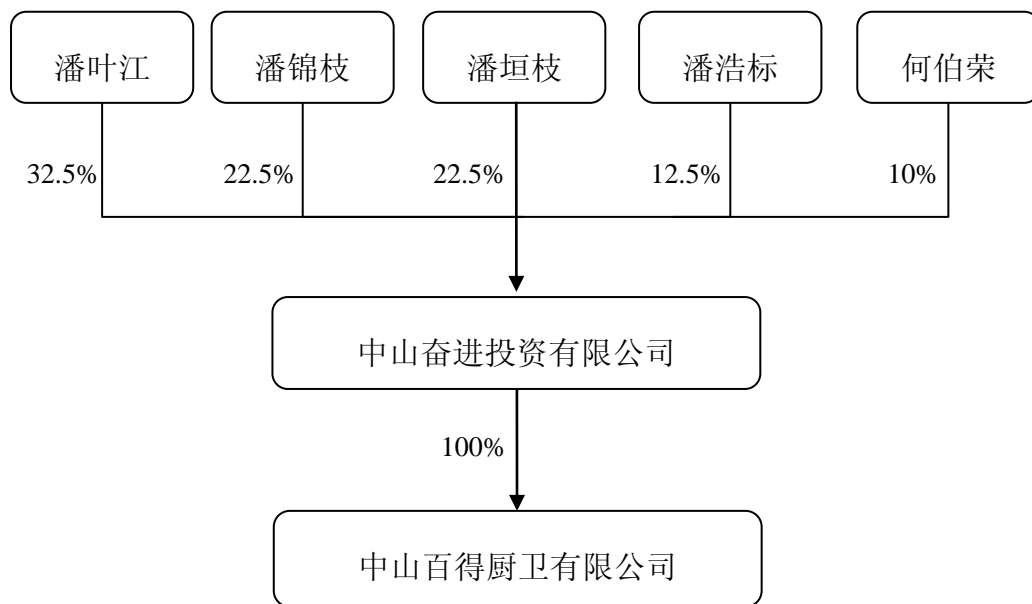 潘叶江 潘锦枝 潘垣枝 潘浩标 何伯荣
32.5% 22.5% 22.5% 12.5% 10%
中山奋进投资有限公司
100%
中山百得厨卫有限公司